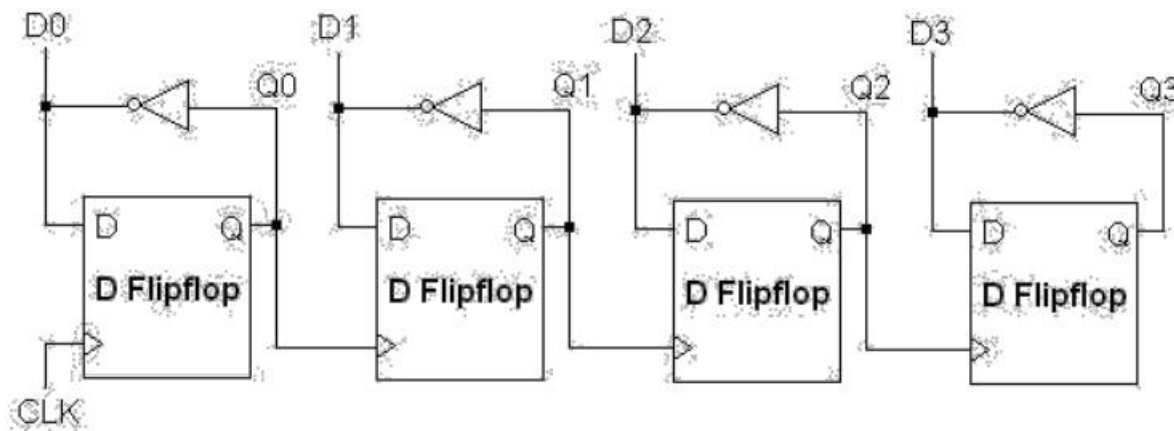 D0 D1 D2 D3
Q0 Q1 Q2 Q3
D Q D Q D Q D Q
D Flipflop D Flipflop D Flipflop D Flipflop
CLK